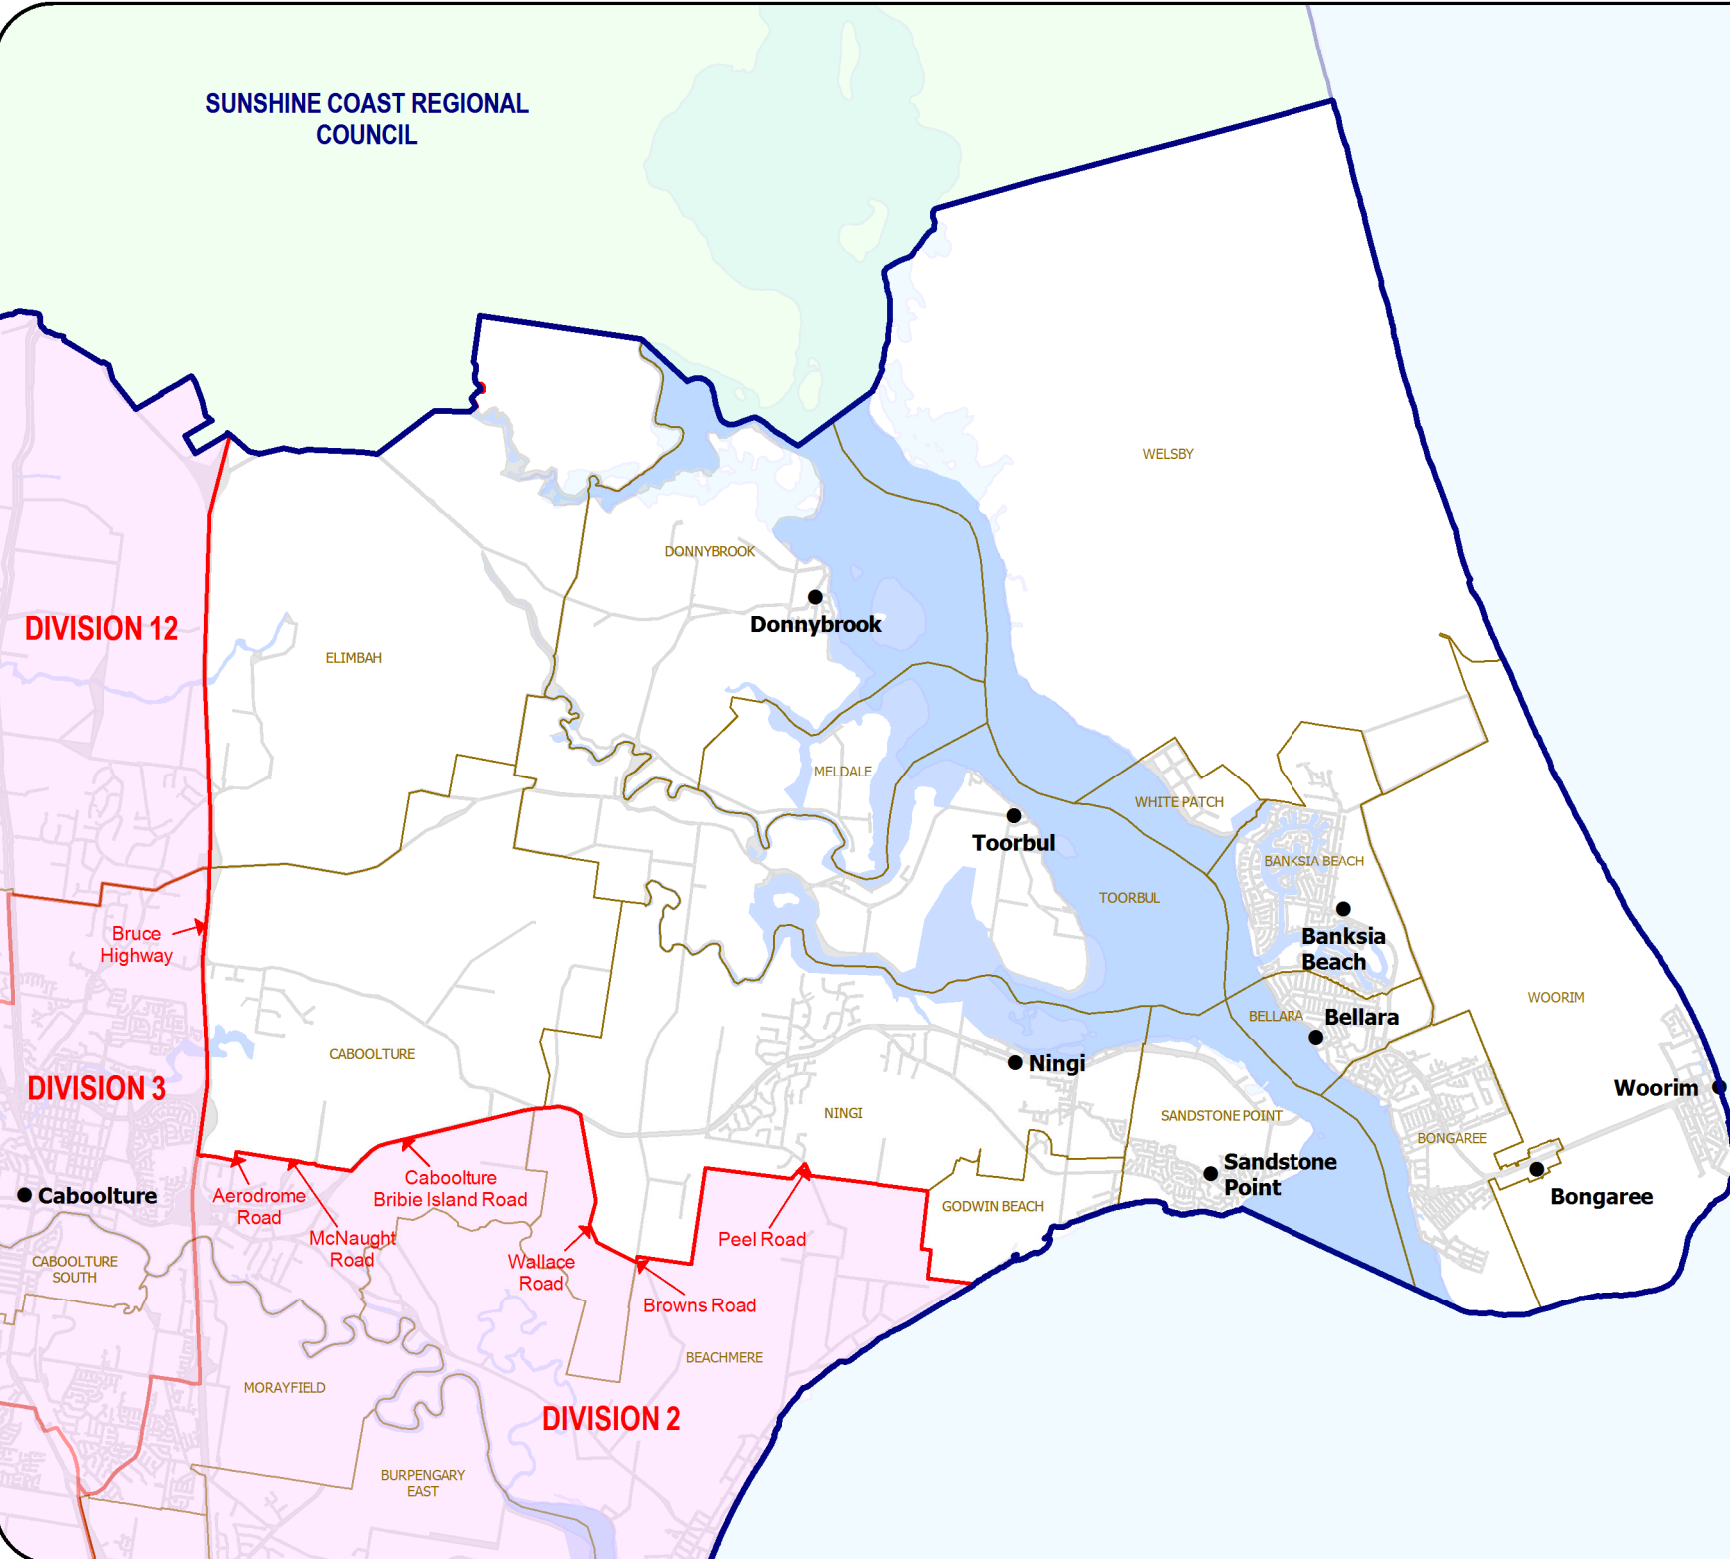 SUNSHINE COAST REGIONAL
COUNCIL
WELSBY
DONNYBROOK
Donnybrook
DIVISION 12
ELIMBAH
MELDALE
WHITE PATCH
Toorbul
BANKSIA BEACH
TOORBUL
Banksia
Beach
Bruce
Highway
WOORIM
BELLARA
Bellara
CABOOLTURE
Ningi
DIVISION 3
Woorim
NINGI
SANDSTONE POINT
BONGAREE
Sandstone
Point
Bongaree
Caboolture
Caboolture
Bribie Island Road
Aerodrome
Road
GODWIN BEACH
McNaught
Road
Peel Road
Wallace
Road
CABOOLTURE
SOUTH
Browns Road
BEACHMERE
MORAYFIELD
DIVISION 2
BURPENGARY
EAST